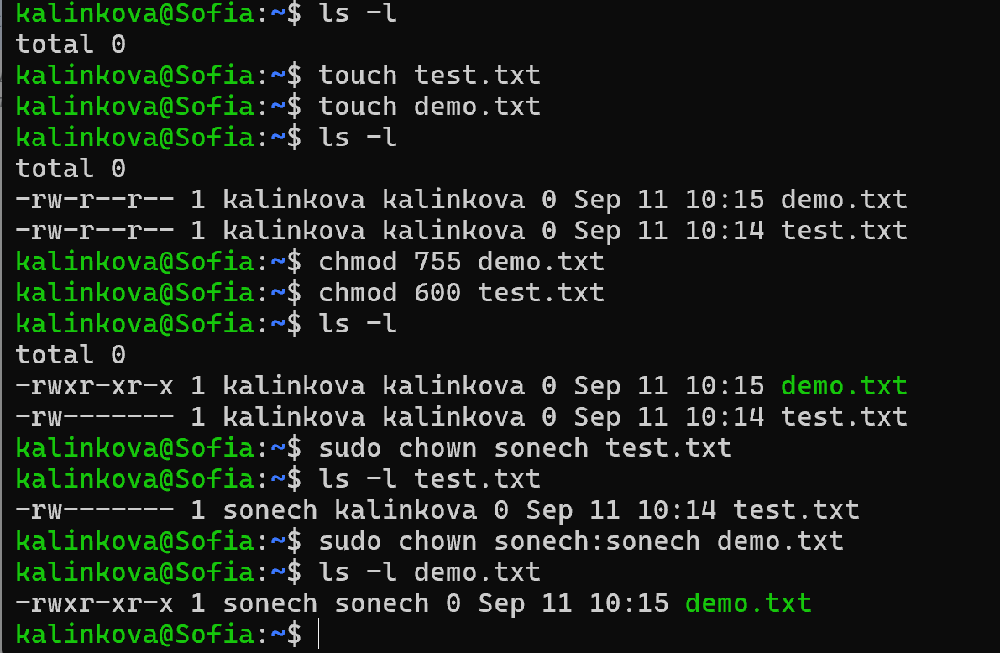 kalinkova@Sofia:~$ ls -l
total 0
kalinkova@Sofia:~$ touch test.txt
kalinkova@Sofia:~$ touch demo.txt
kalinkova@Sofia:~$ ls -l
total 0
-rw-r--r-- 1 kalinkova kalinkova 0 Sep 11 10:15 demo.txt
-rw-r--r-- 1 kalinkova kalinkova 0 Sep 11 10:14 test.txt
kalinkova@Sofia:~$ chmod 755 demo.txt
kalinkova@Sofia:~$ chmod 600 test.txt
kalinkova@Sofia:~$ ls -l
total 0
-rwxr-xr-x 1 kalinkova kalinkova 0 Sep 11 10:15 demo.txt
-rw------- 1 kalinkova kalinkova 0 Sep 11 10:14 test.txt
kalinkova@Sofia:~$ sudo chown sonech test.txt
kalinkova@Sofia:~$ ls -l test.txt
-rw------- 1 sonech kalinkova 0 Sep 11 10:14 test.txt
kalinkova@Sofia:~$ sudo chown sonech:sonech demo.txt
kalinkova@Sofia:~$ ls -l demo.txt
-rwxr-xr-x 1 sonech sonech 0 Sep 11 10:15 demo.txt
kalinkova@Sofia:~$